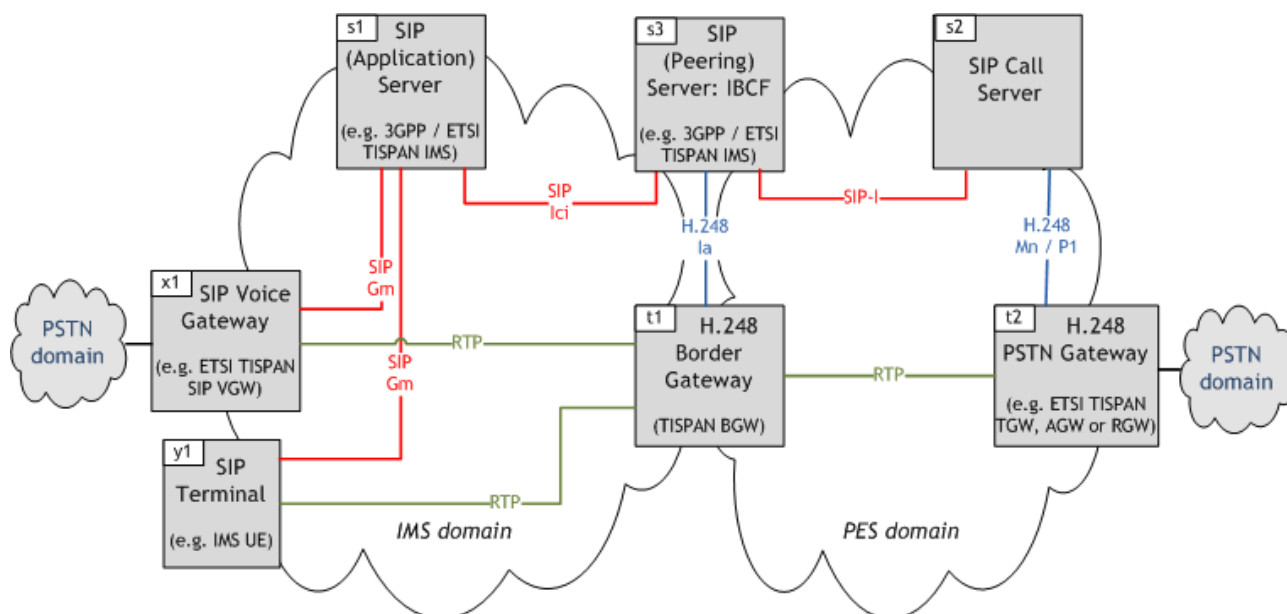 s1
SIP
(Application)
Server
(e.g. 3GPP / ETSI
TISPAN IMS)
s3
SIP
(Peering)
Server: IBCF
(e.g. 3GPP / ETSI
TISPAN IMS)
s2
SIP Call
Server
SIP
Ici
SIP-I
H.248
Ia
H.248
Mn / P1
SIP
Gm
x1
SIP Voice
Gateway
(e.g. ETSI TISPAN
SIP VGW)
PSTN
domain
RTP
SIP
Gm
t1
H.248
Border
Gateway
(TISPAN BGW)
RTP
t2
H.248
PSTN Gateway
(e.g. ETSI TISPAN
TGW, AGW or RGW)
PSTN
domain
y1
SIP
Terminal
(e.g. IMS UE)
RTP
IMS domain
PES domain